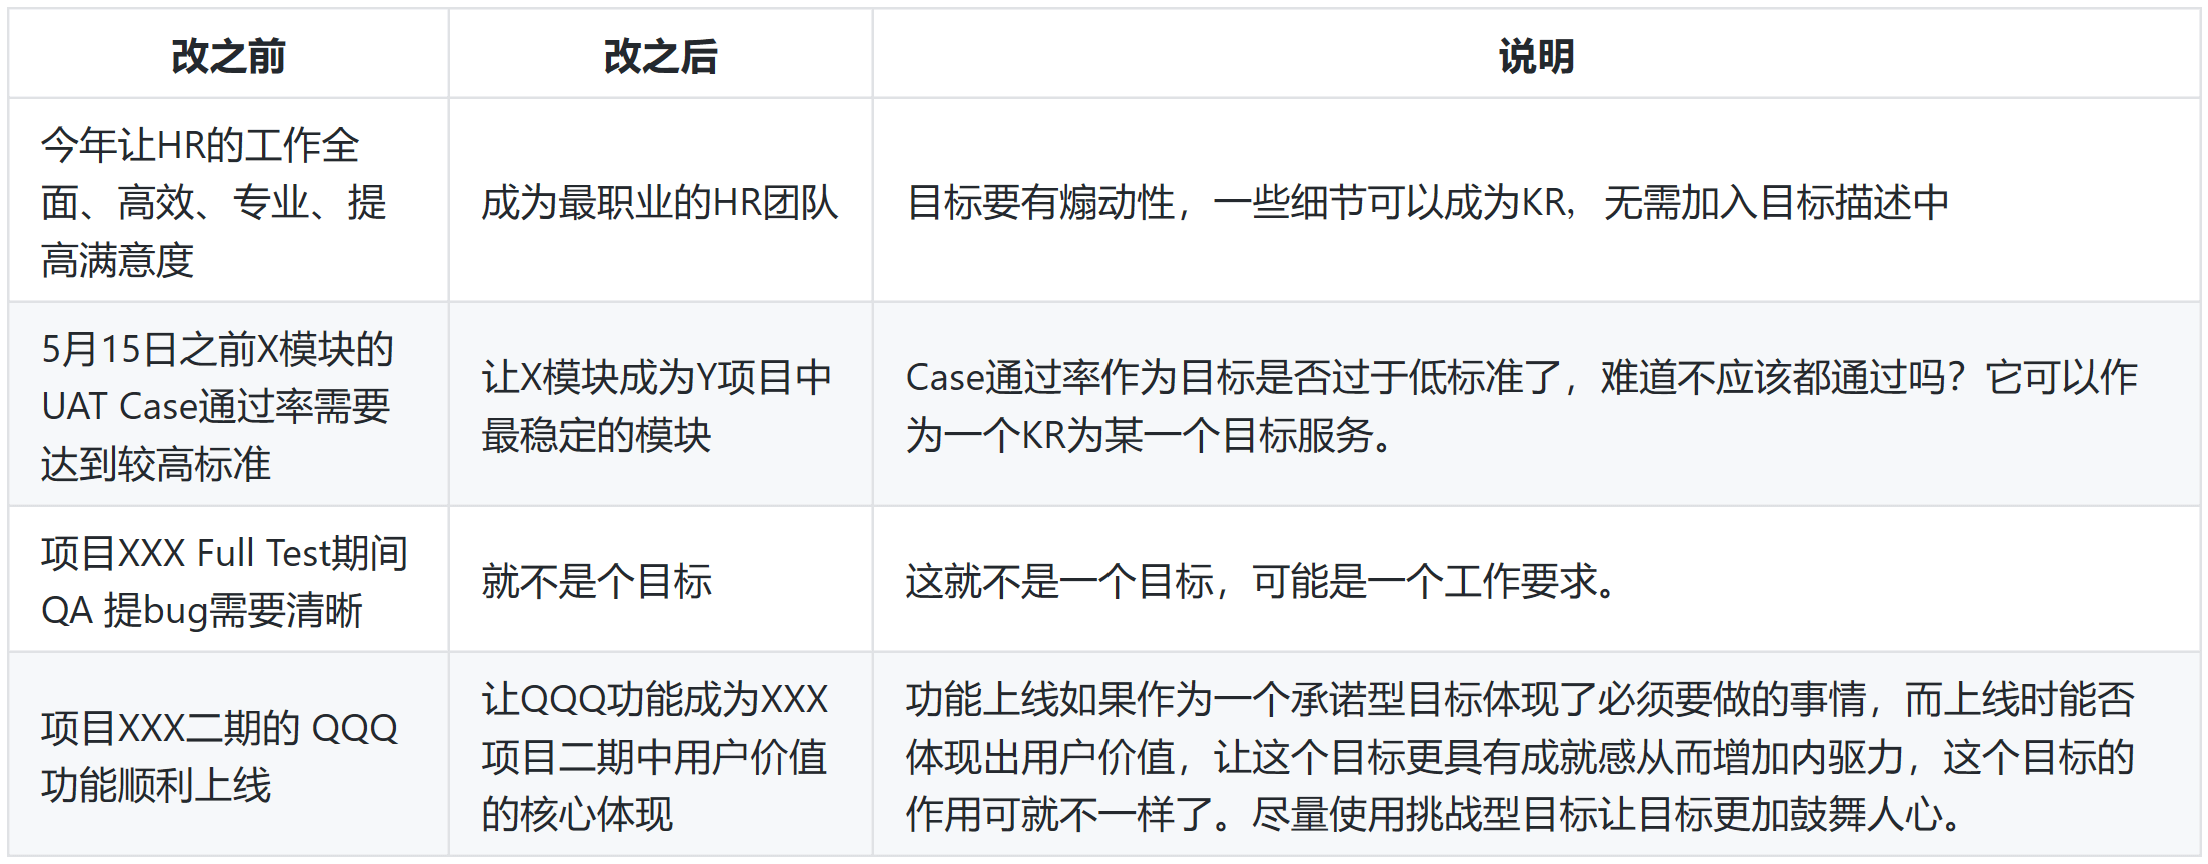 改之前
改之后
说明
今年让HR的工作全
面、高效、专业、提
高满意度
成为最职业的HR团队
目标要有煽动性，一些细节可以成为KR，无需加入目标描述中
5月15日之前X模块的
UAT Case通过率需要
达到较高标准
让X模块成为Y项目中
最稳定的模块
Case通过率作为目标是否过于低标准了，难道不应该都通过吗？它可以作
为一个KR为某一个目标服务。
项目XXX Full Test期间
QA 提bug需要清晰
就不是个目标
这就不是一个目标，可能是一个工作要求。
项目XXX二期的 QQQ
功能顺利上线
让QQQ功能成为XXX
项目二期中用户价值
的核心体现
功能上线如果作为一个承诺型目标体现了必须要做的事情，而上线时能否
体现出用户价值，让这个目标更具有成就感从而增加内驱力，这个目标的
作用可就不一样了。尽量使用挑战型目标让目标更加鼓舞人心。